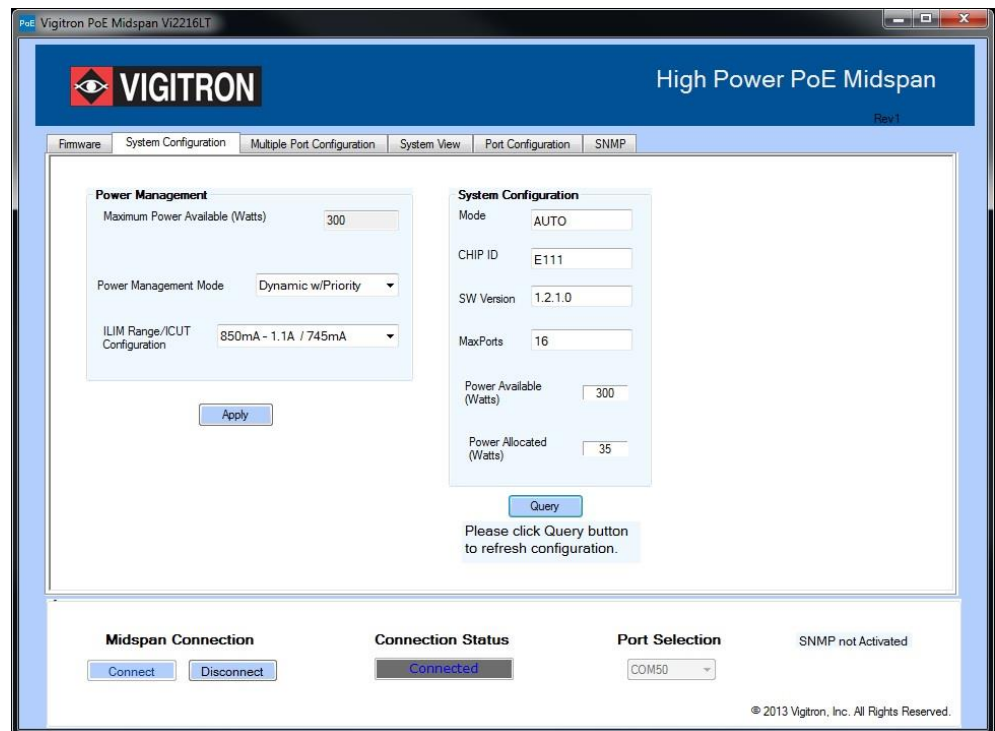 PoE Vigitron PoE Midspan Vi2216LT
VIGITRON
High Power PoE Midspan
Rev1
Firmware System Configuration Multiple Port Configuration System View Port Configuration SNMP
Power Management
Maximum Power Available (Watts) 300
Power Management Mode Dynamic w/Priority
ILIM Range/ICUT
Configuration
850mA - 1.1A / 745mA
Apply
System Configuration
Mode AUTO
CHIP ID E111
SW Version 1.2.1.0
MaxPorts 16
Power Available
(Watts)
300
Power Allocated
(Watts)
35
Query
Please click Query button
to refresh configuration.
Midspan Connection
Connect Disconnect
Connection Status
Connected
Port Selection
COM50
SNMP not Activated
© 2013 Vigitron, Inc. All Rights Reserved.